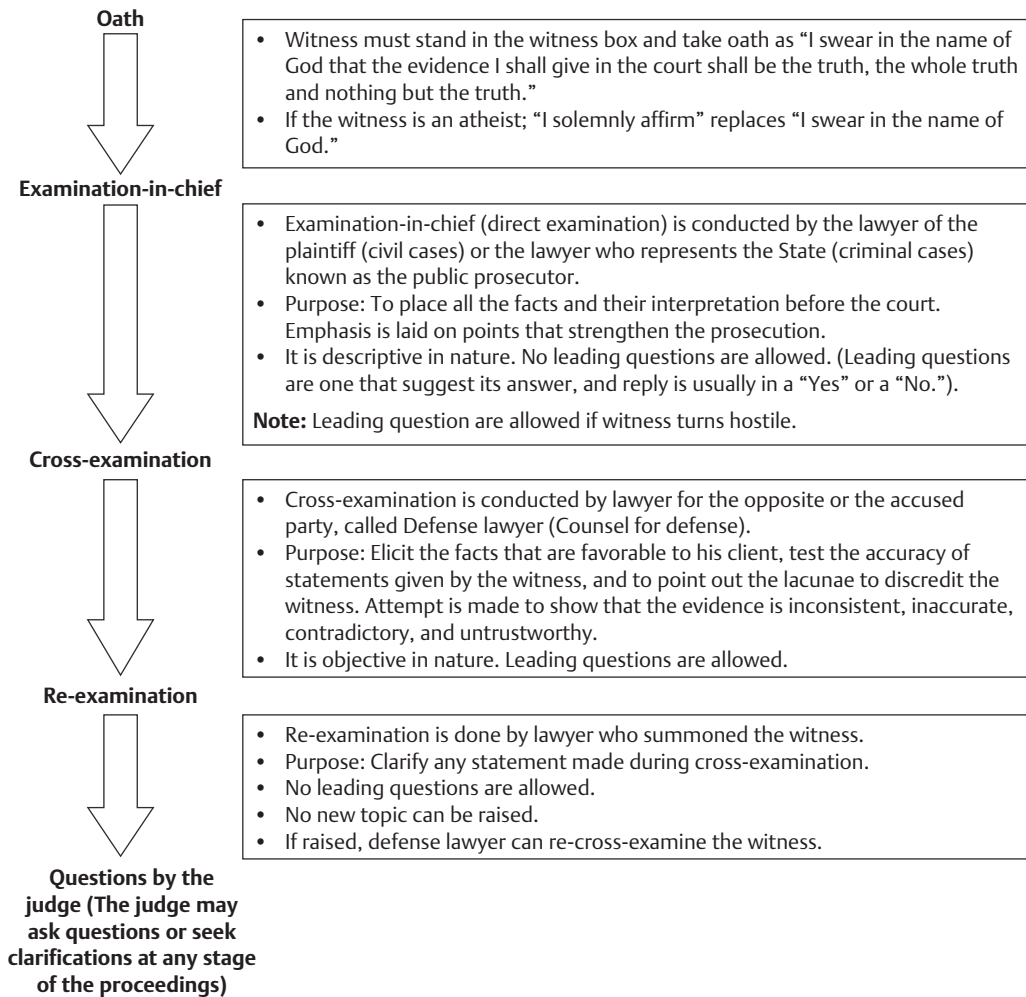 Oath
• Witness must stand in the witness box and take oath as “I swear in the name of
God that the evidence I shall give in the court shall be the truth, the whole truth
and nothing but the truth.”
• If the witness is an atheist; “I solemnly affirm” replaces “I swear in the name of
God.”
Examination-in-chief
• Examination-in-chief (direct examination) is conducted by the lawyer of the
plaintiff (civil cases) or the lawyer who represents the State (criminal cases)
known as the public prosecutor.
• Purpose: To place all the facts and their interpretation before the court.
Emphasis is laid on points that strengthen the prosecution.
• It is descriptive in nature. No leading questions are allowed. (Leading questions
are one that suggest its answer, and reply is usually in a “Yes” or a “No.”).
Note: Leading question are allowed if witness turns hostile.
Cross-examination
• Cross-examination is conducted by lawyer for the opposite or the accused
party, called Defense lawyer (Counsel for defense).
• Purpose: Elicit the facts that are favorable to his client, test the accuracy of
statements given by the witness, and to point out the lacunae to discredit the
witness. Attempt is made to show that the evidence is inconsistent, inaccurate,
contradictory, and untrustworthy.
• It is objective in nature. Leading questions are allowed.
Re-examination
• Re-examination is done by lawyer who summoned the witness.
• Purpose: Clarify any statement made during cross-examination.
• No leading questions are allowed.
• No new topic can be raised.
• If raised, defense lawyer can re-cross-examine the witness.
Questions by the
judge (The judge may
ask questions or seek
clarifications at any stage
of the proceedings)